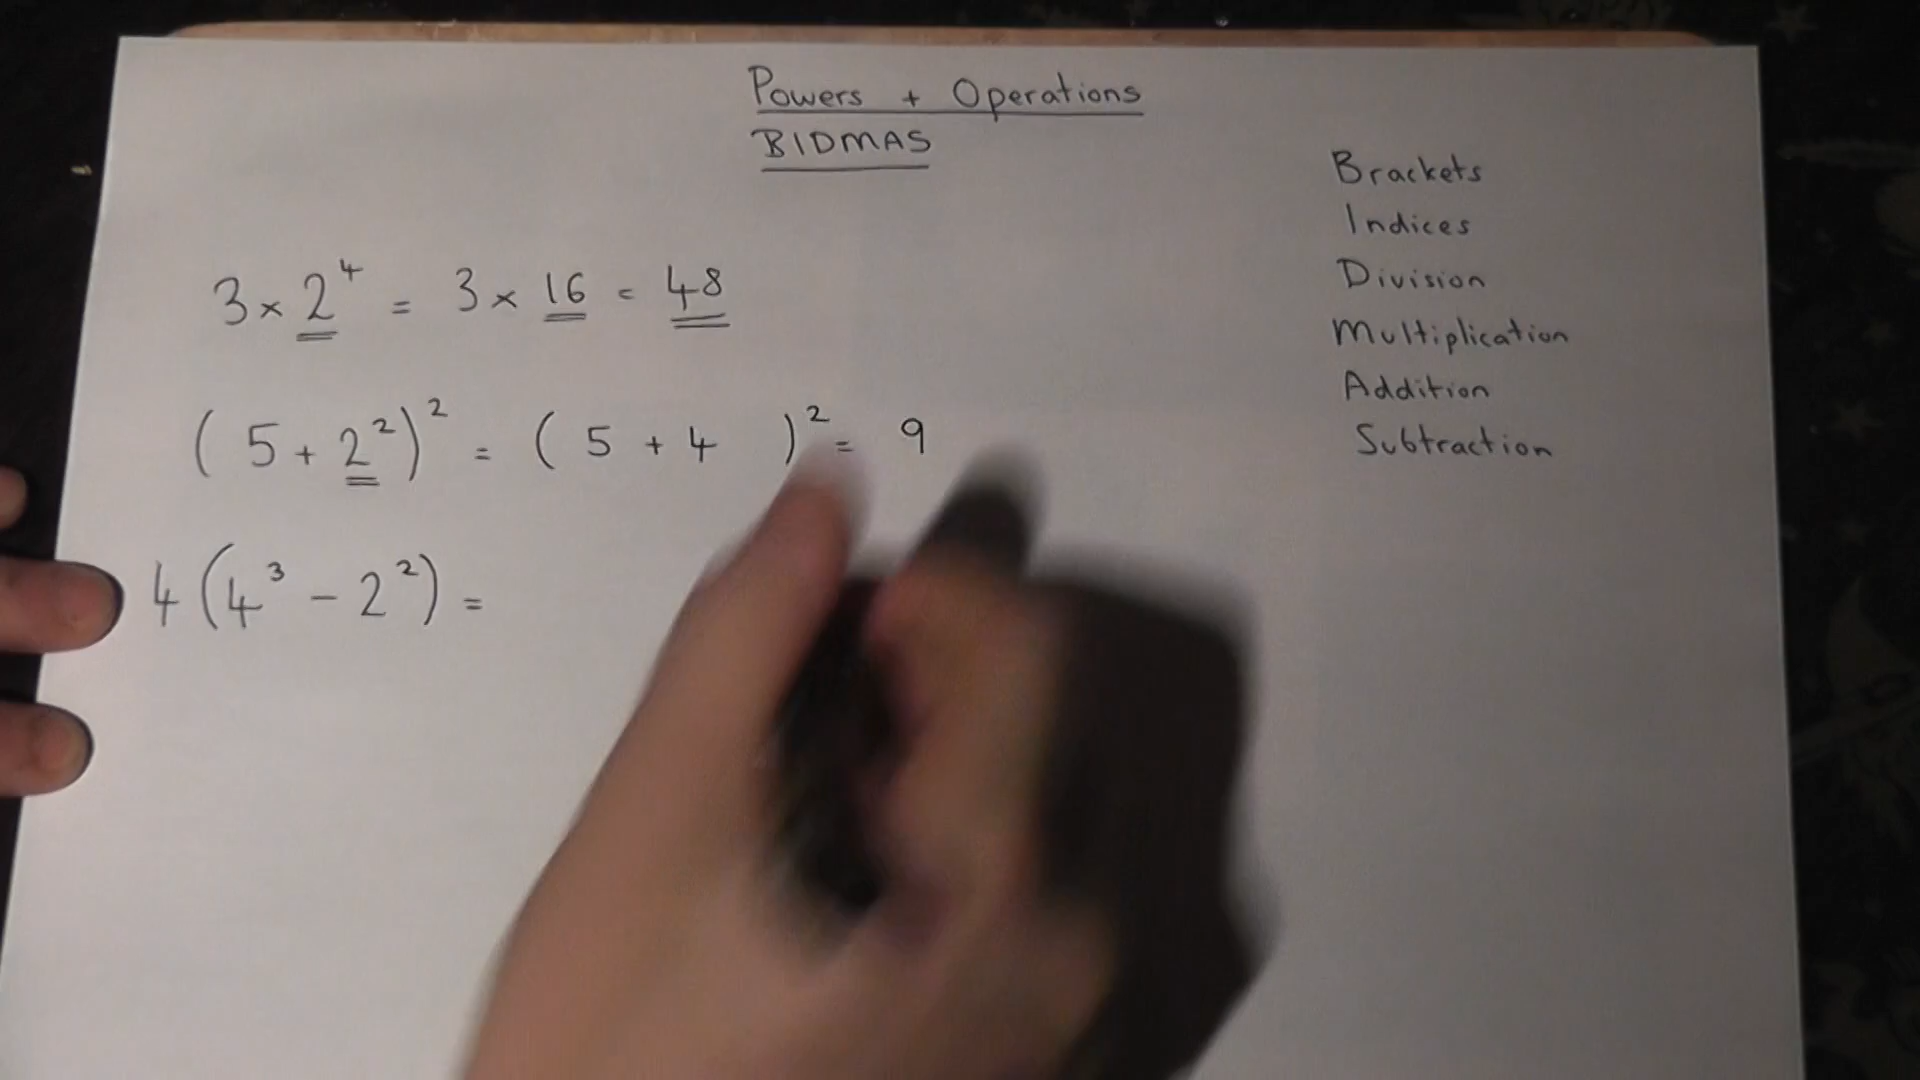 Powers + Operations
BIDMAS
Brackets
Indices
Division
Multiplication
Addition
Subtraction
3 × 2⁴ = 3 × 16 = 48
(5 + 2²)² = (5 + 4 )² = 9
4(4³ − 2²) =